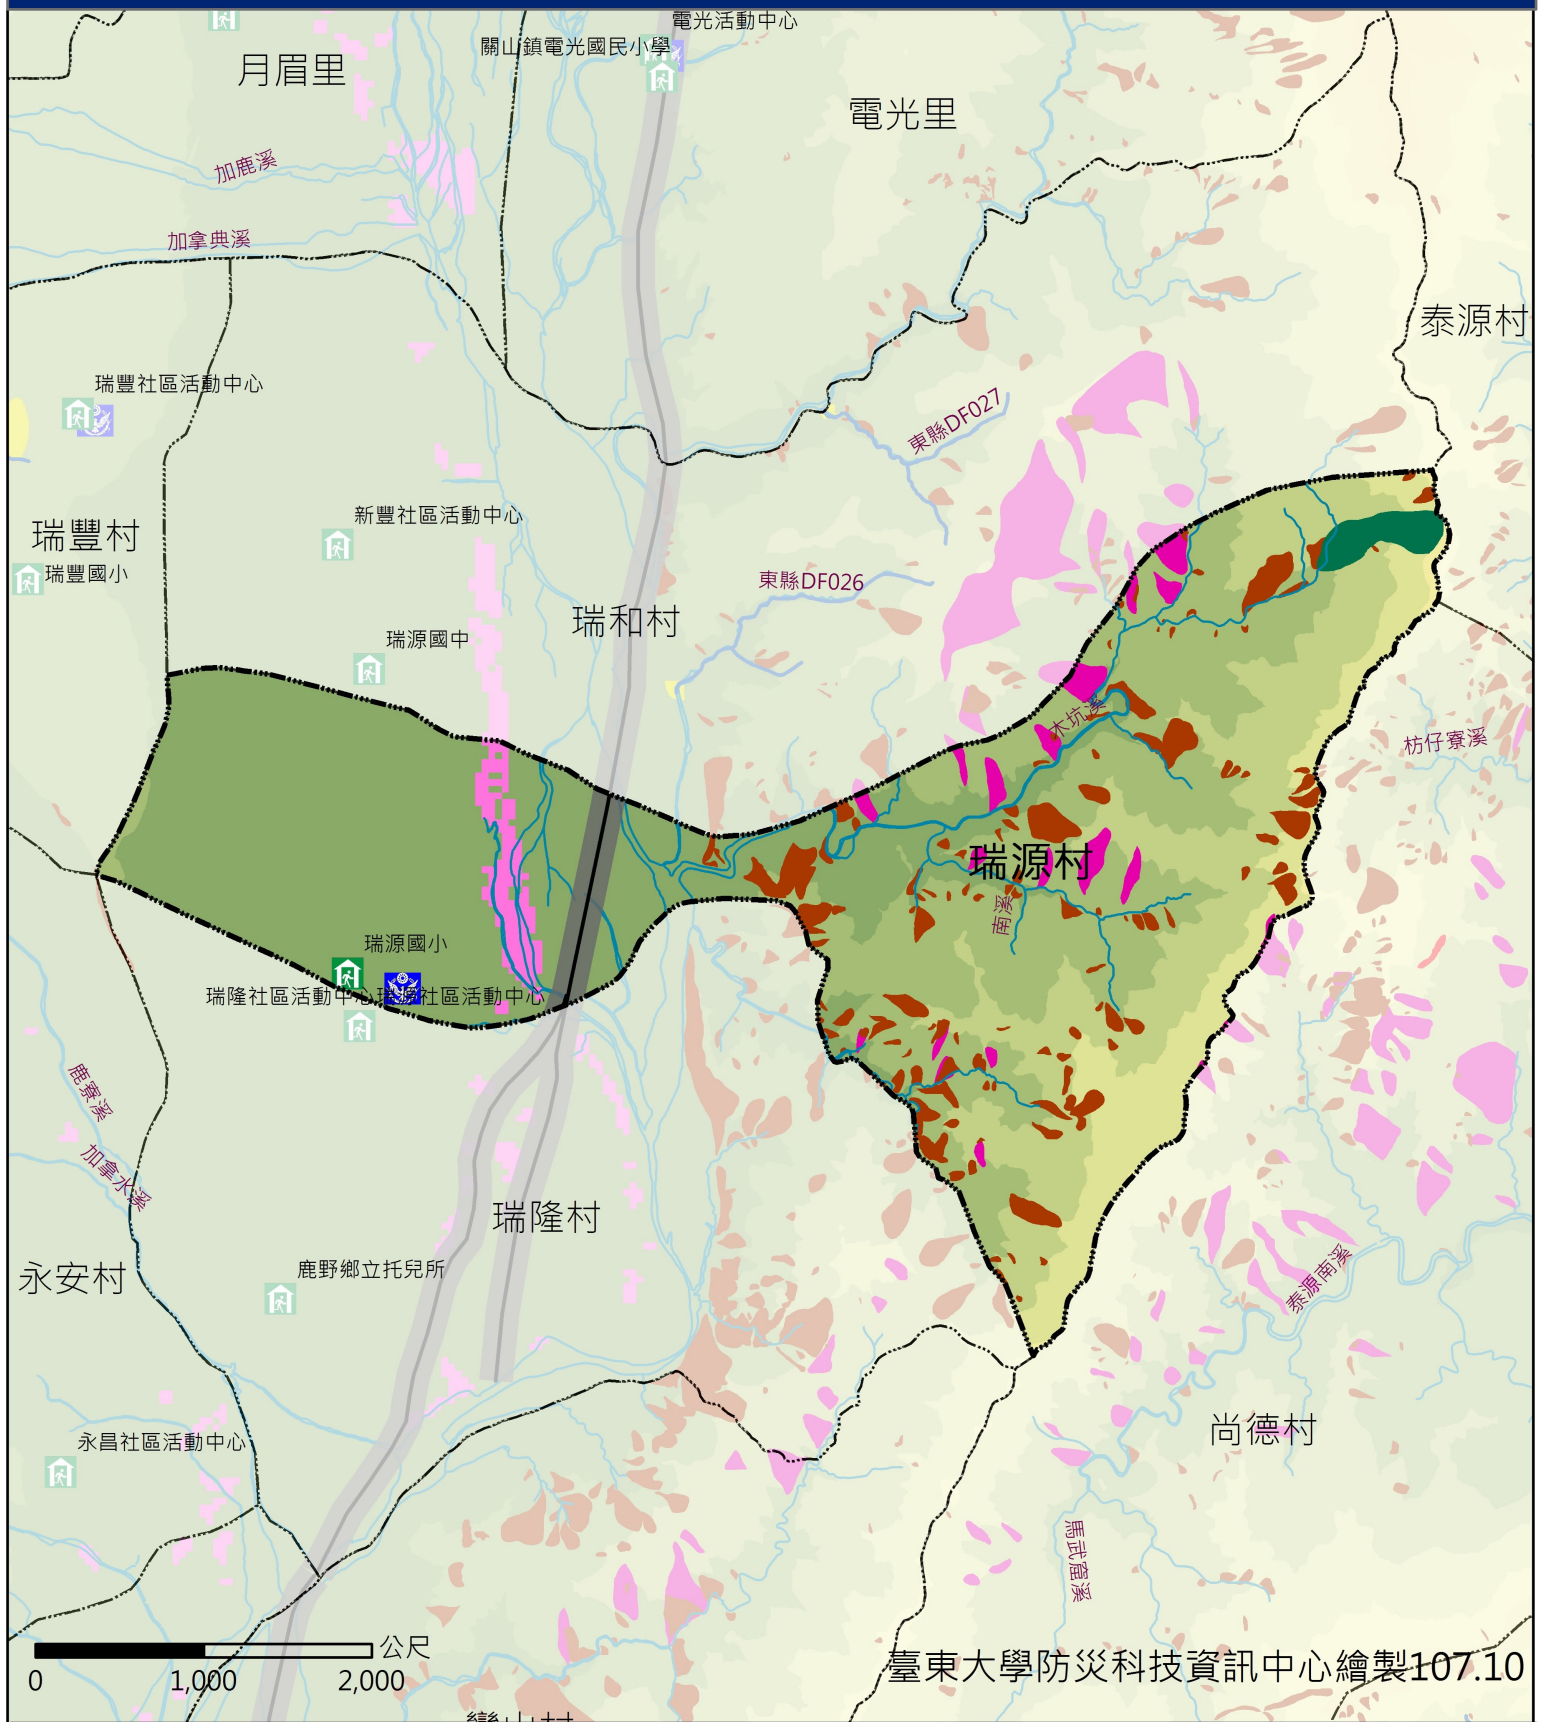 電光活動中心
關山鎮電光國民小學
月眉里
電光里
加鹿溪
加拿典溪
泰源村
瑞豐社區活動中心
東縣DF027
新豐社區活動中心
瑞豐村
瑞豐國小
東縣DF026
瑞和村
瑞源國中
木坑溪
枋仔寮溪
瑞源村
南溪
瑞源國小
瑞隆社區活動中心
瑞源社區活動中心
鹿寮溪
加拿水溪
瑞隆村
永安村
鹿野鄉立托兒所
泰源南溪
尚德村
永昌社區活動中心
馬武窟溪
公尺
0 1,000 2,000
臺東大學防災科技資訊中心繪製107.10